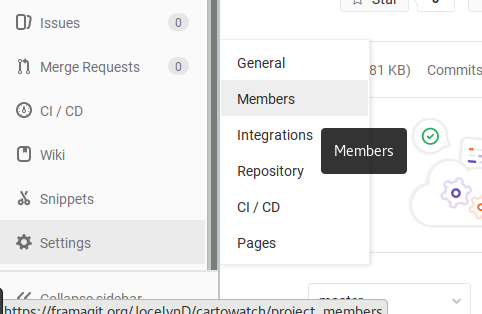 Star
Issues 0
Merge Requests 0
CI / CD
Wiki
Snippets
Settings
Collapse sidebar
General
Members
Integrations
Repository
CI / CD
Pages
Members
81 KB)
Commits
master
https://framagit.org/JocelynD/cartowatch/project_members